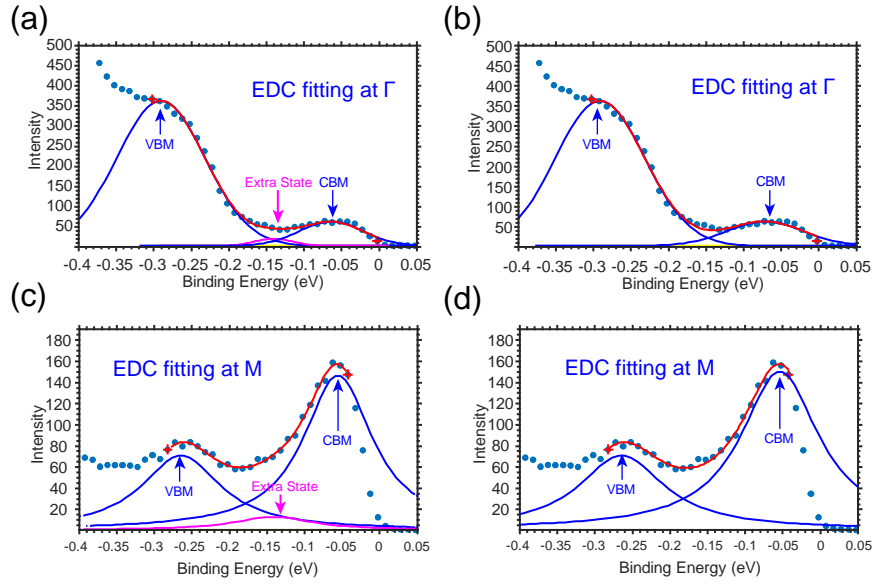 (a)
500
450
400
350
300
250
200
150
100
50
Intensity
EDC fitting at Γ
VBM
Extra State
CBM
-0.4 -0.35 -0.3 -0.25 -0.2 -0.15 -0.1 -0.05 0 0.05
Binding Energy (eV)
(b)
500
450
400
350
300
250
200
150
100
50
Intensity
EDC fitting at Γ
VBM
CBM
-0.4 -0.35 -0.3 -0.25 -0.2 -0.15 -0.1 -0.05 0 0.05
Binding Energy (eV)
(c)
180
160
140
120
100
80
60
40
20
Intensity
EDC fitting at M
VBM
Extra State
CBM
-0.4 -0.35 -0.3 -0.25 -0.2 -0.15 -0.1 -0.05 0 0.05
Binding Energy (eV)
(d)
180
160
140
120
100
80
60
40
20
Intensity
EDC fitting at M
VBM
CBM
-0.4 -0.35 -0.3 -0.25 -0.2 -0.15 -0.1 -0.05 0 0.05
Binding Energy (eV)